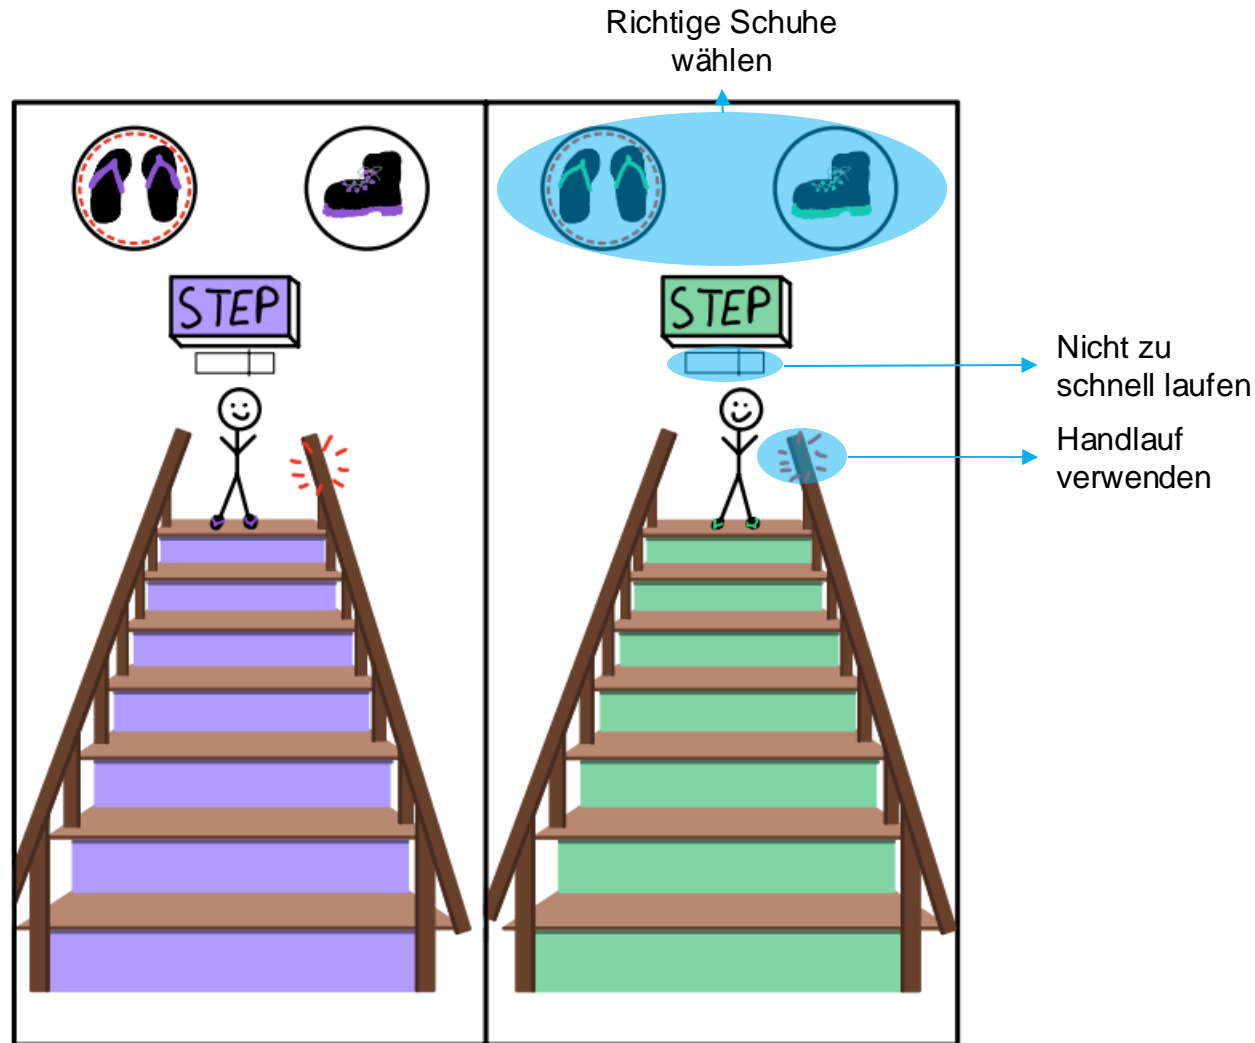 Richtige Schuhe
wählen
STEP
STEP
Nicht zu
schnell laufen
Handlauf
verwenden